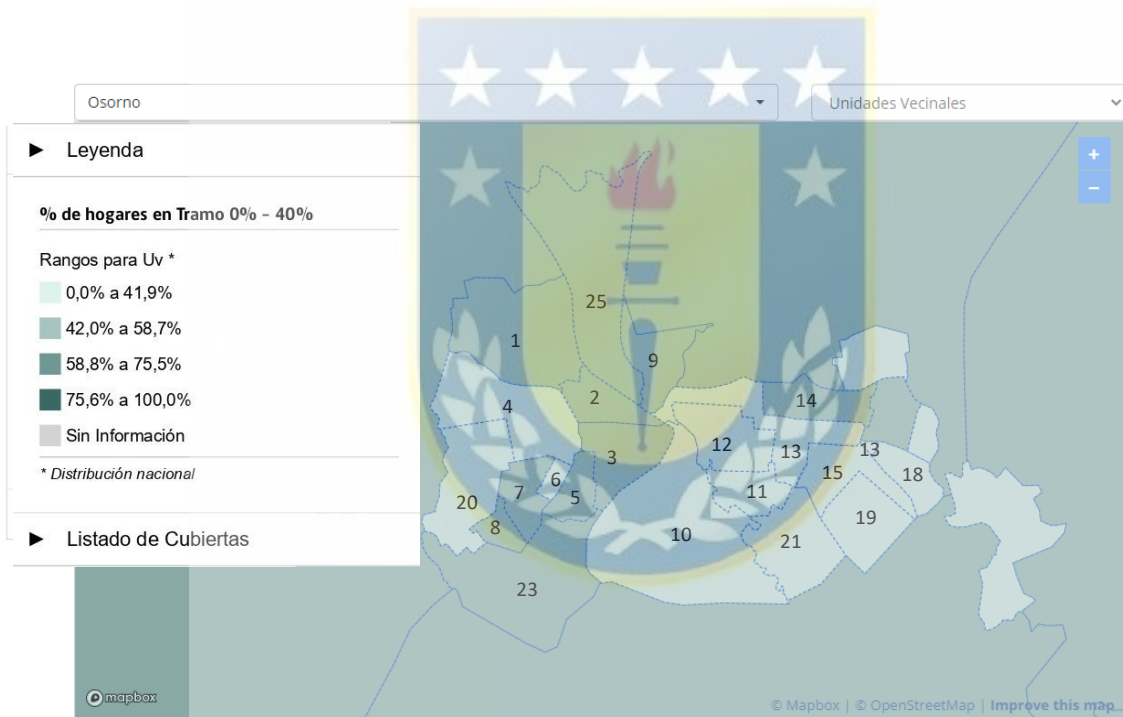 Osorno
Unidades Vecinales
▶ Leyenda
% de hogares en Tramo 0% – 40%
Rangos para Uv *
0,0% a 41,9%
42,0% a 58,7%
58,8% a 75,5%
75,6% a 100,0%
Sin Información
* Distribución nacional
▶ Listado de Cubiertas
+
−
25
1
9
2
4
14
3
12
13
13
6
15
18
7
5
11
20
19
8
10
21
23
mapbox
© Mapbox | © OpenStreetMap | Improve this map